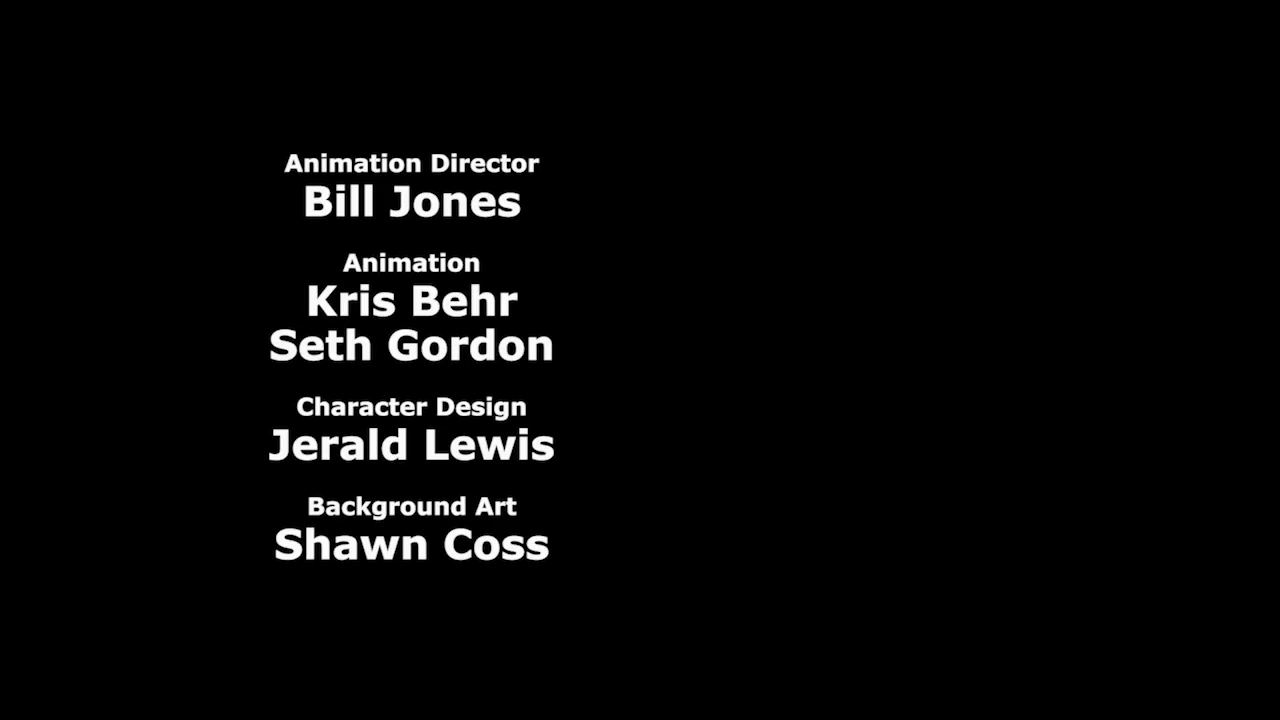 Animation Director
Bill Jones
Animation
Kris Behr
Seth Gordon
Character Design
Jerald Lewis
Background Art
Shawn Coss